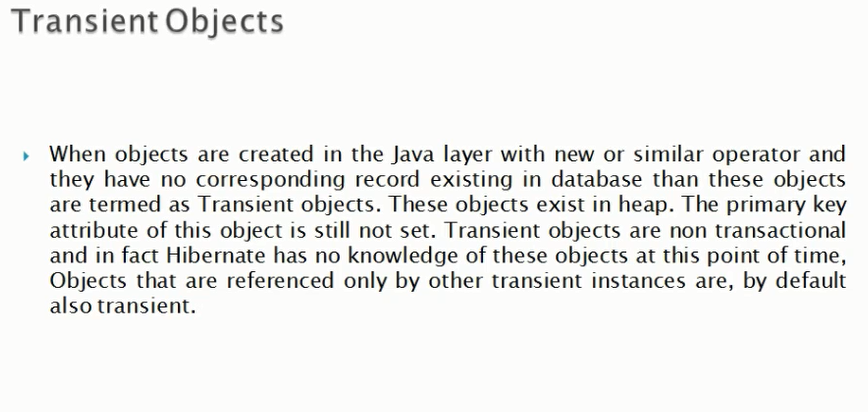 Transient Objects
When objects are created in the Java layer with new or similar operator and
they have no corresponding record existing in database than these objects
are termed as Transient objects. These objects exist in heap. The primary key
attribute of this object is still not set. Transient objects are non transactional
and in fact Hibernate has no knowledge of these objects at this point of time,
Objects that are referenced only by other transient instances are, by default
also transient.